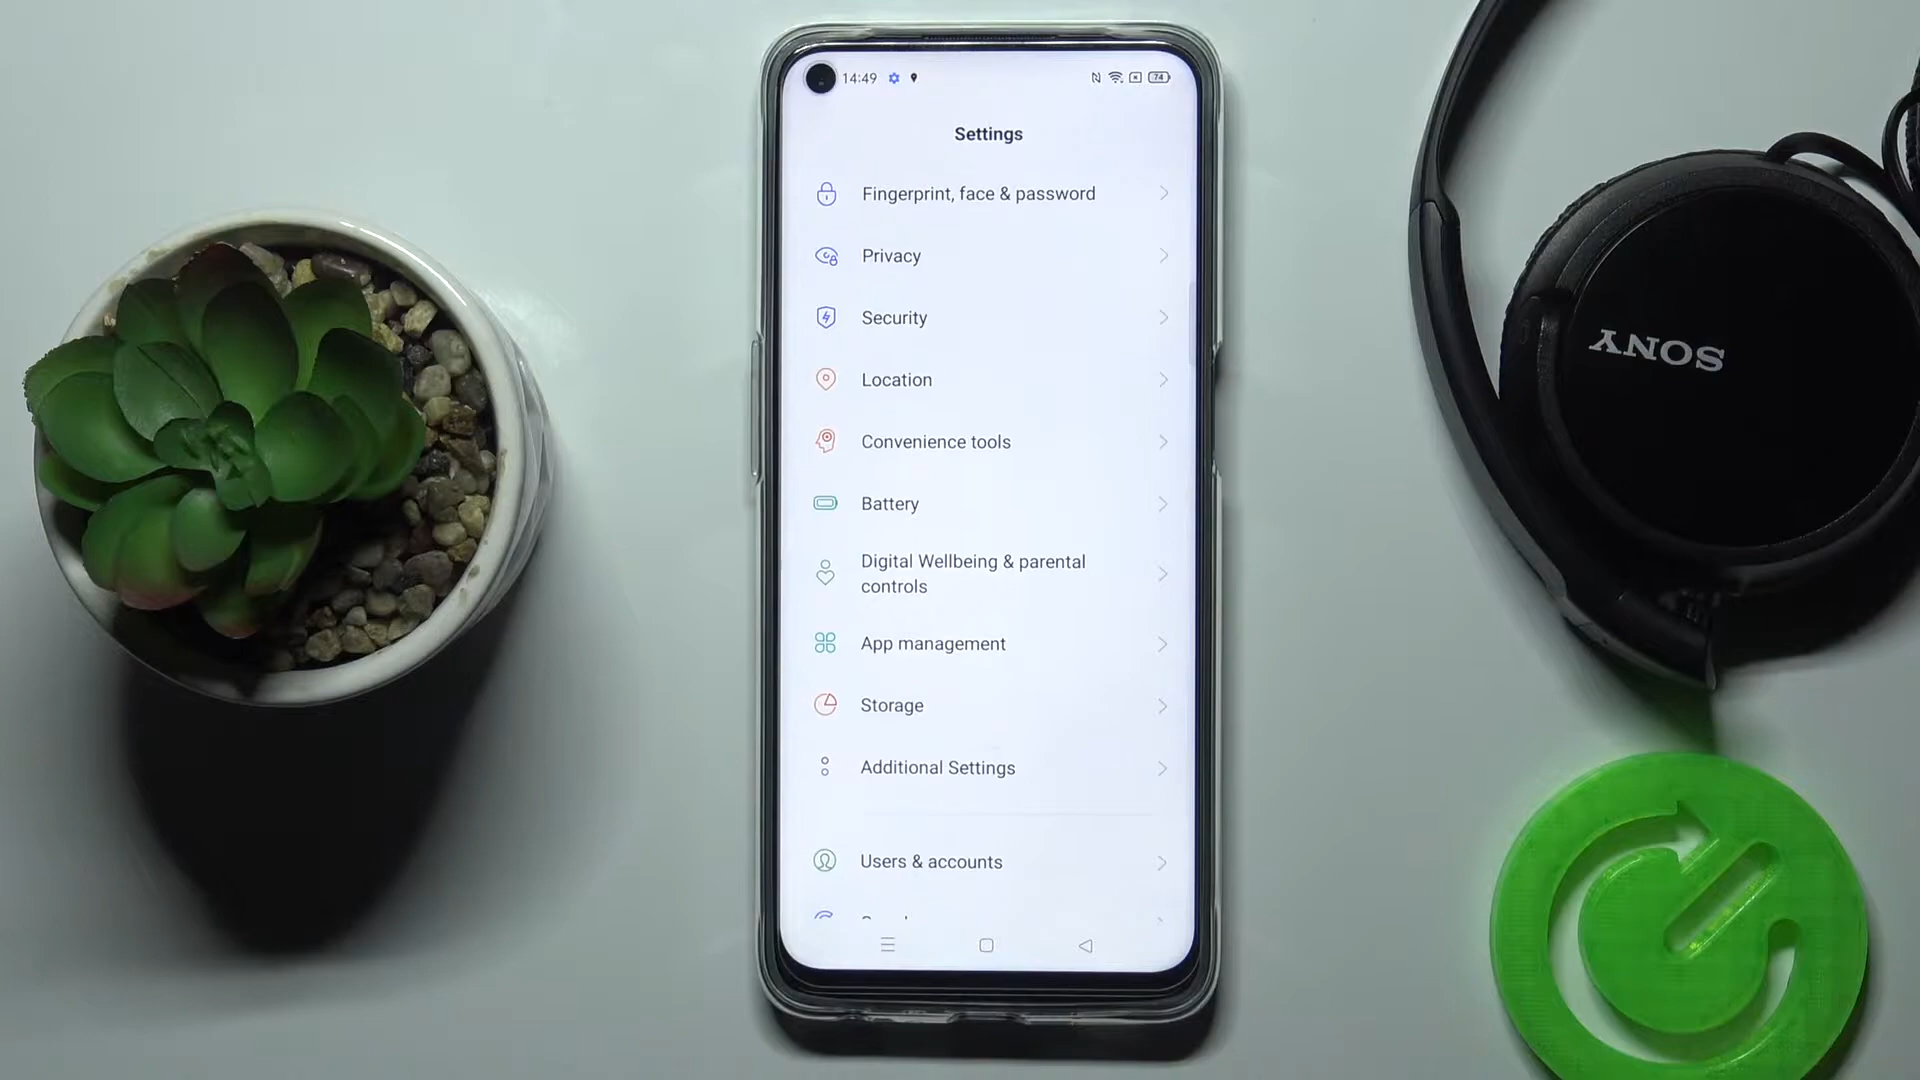 14:49
74
Settings
Fingerprint, face & password
Privacy
Security
Location
Convenience tools
Battery
Digital Wellbeing & parental
controls
App management
Storage
Additional Settings
Users & accounts
SONY